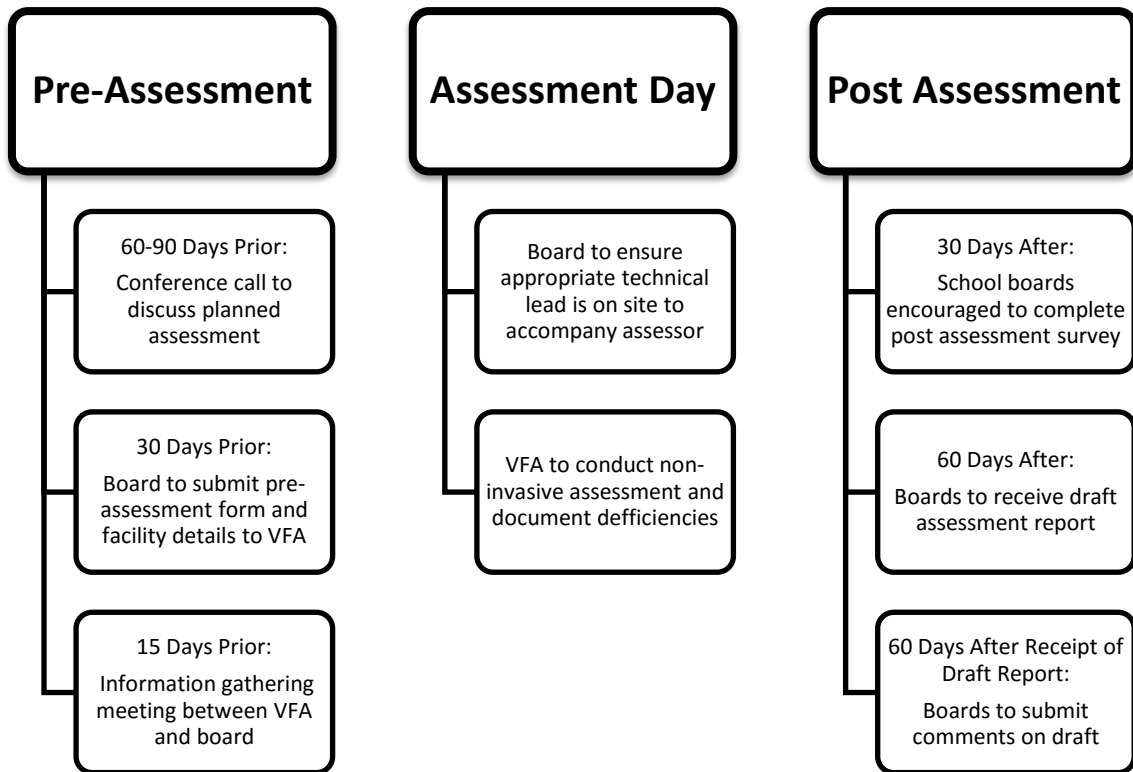 Pre-Assessment
60-90 Days Prior:
Conference call to
discuss planned
assessment
30 Days Prior:
Board to submit pre-
assessment form and
facility details to VFA
15 Days Prior:
Information gathering
meeting between VFA
and board
Assessment Day
Board to ensure
appropriate technical
lead is on site to
accompany assessor
VFA to conduct non-
invasive assessment and
document defficiencies
Post Assessment
30 Days After:
School boards
encouraged to complete
post assessment survey
60 Days After:
Boards to receive draft
assessment report
60 Days After Receipt of
Draft Report:
Boards to submit
comments on draft